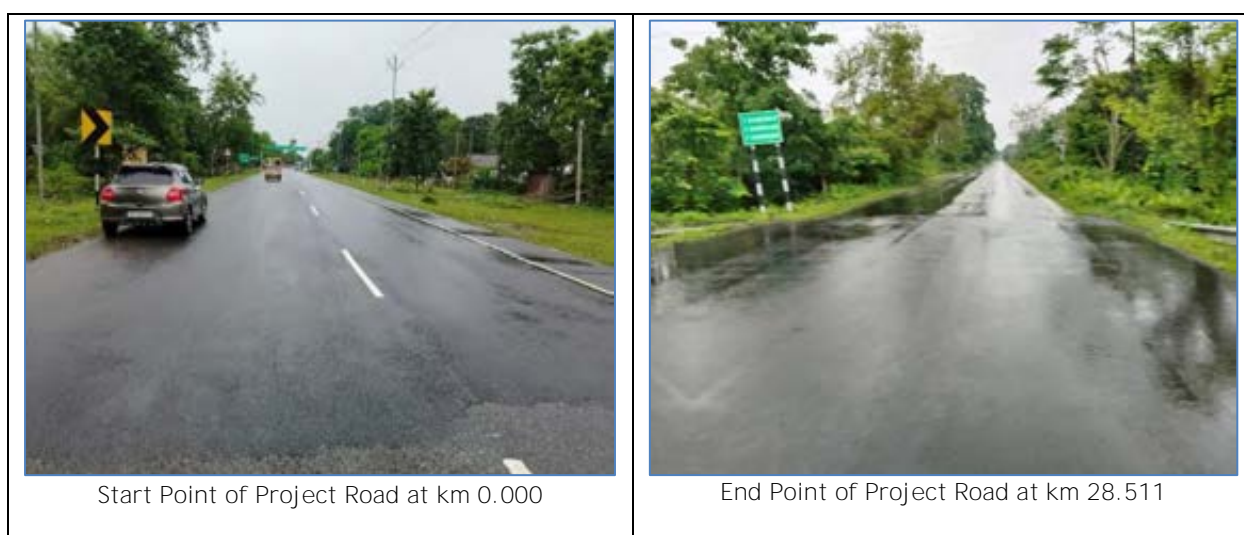 Start Point of Project Road at km 0.000
End Point of Project Road at km 28.511